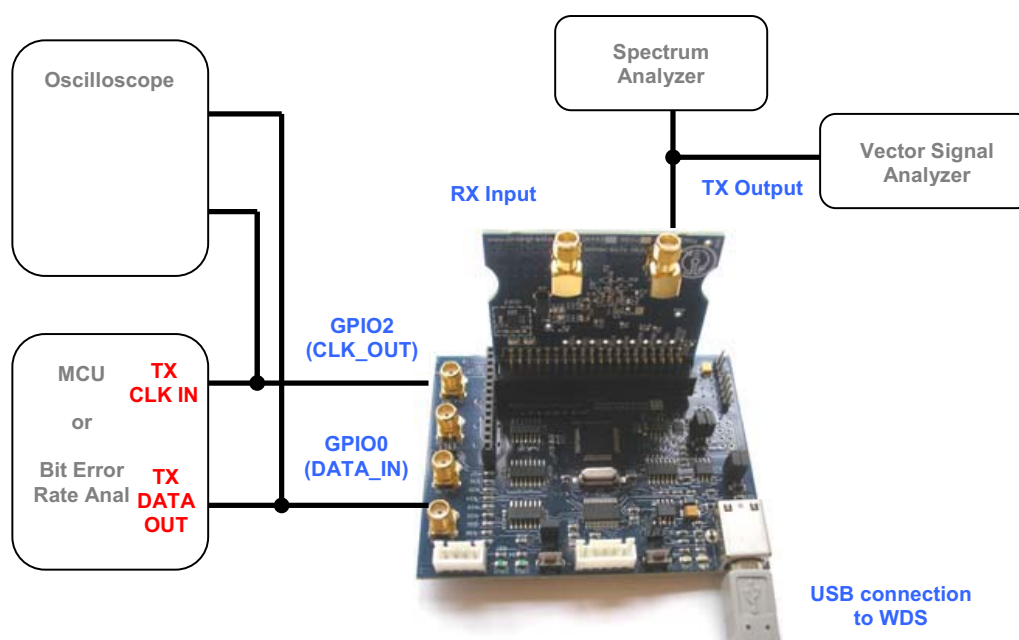 Oscilloscope
Spectrum
Analyzer
Vector Signal
Analyzer
RX Input
TX Output
GPIO2
(CLK_OUT)
MCU
or
Bit Error
Rate Anal
TX
CLK IN
TX
DATA
OUT
GPIO0
(DATA_IN)
USB connection
to WDS